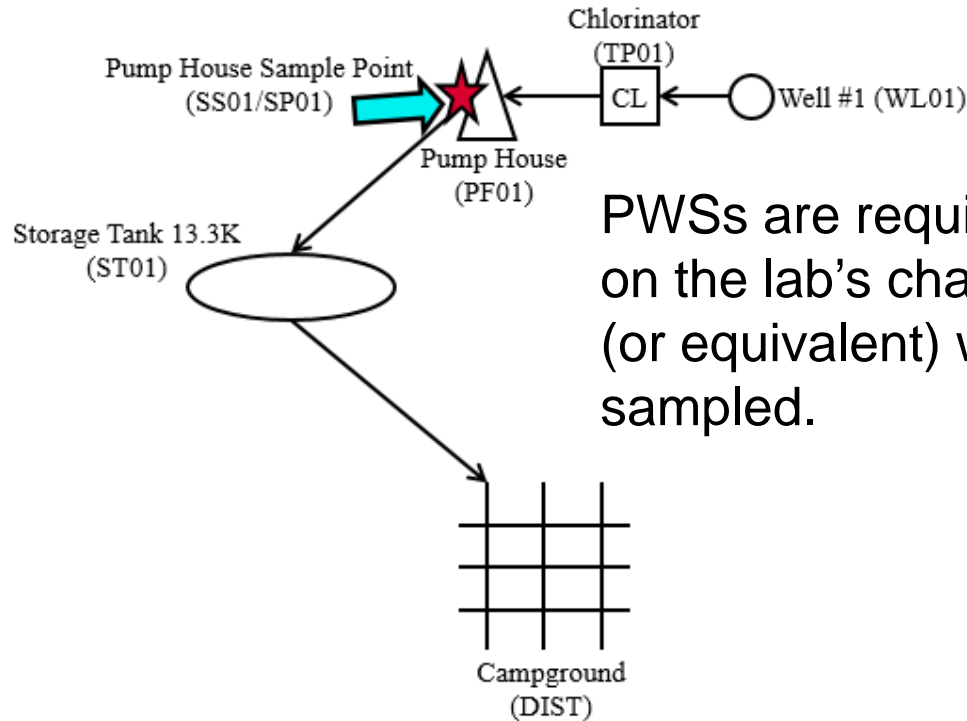 Chlorinator
(TP01)
Pump House Sample Point
(SS01/SP01)
CL
Well #1 (WL01)
Pump House
(PF01)
Storage Tank 13.3K
(ST01)
PWSs are requi
on the lab’s cha
(or equivalent) v
sampled.
Campground
(DIST)